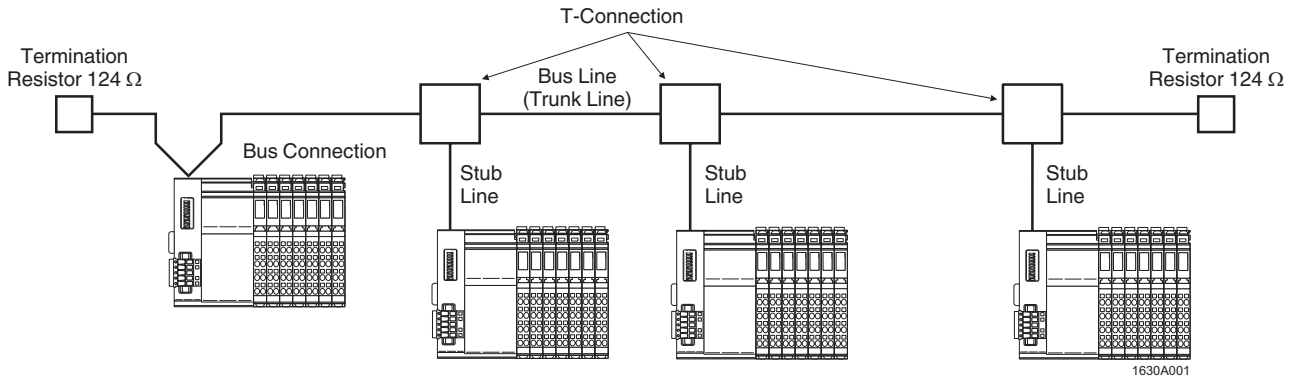 T-Connection
Termination
Resistor 124 Ω
Bus Line
(Trunk Line)
Termination
Resistor 124 Ω
Bus Connection
Stub
Line
Stub
Line
Stub
Line
1630A001